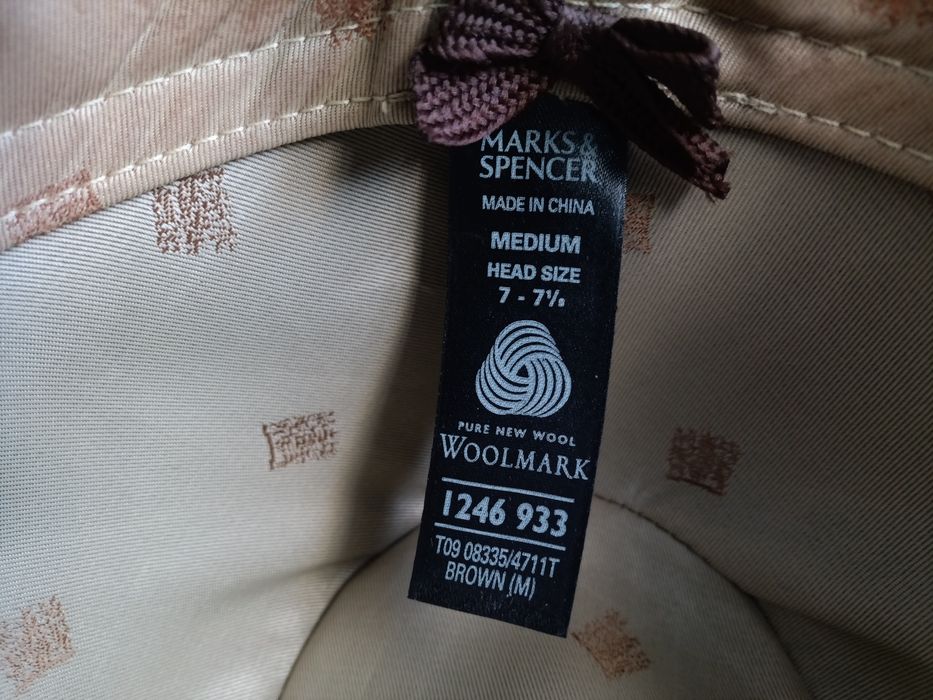 MARKS&
SPENCER
MADE IN CHINA
MEDIUM
HEAD SIZE
7 - 7⅛
PURE NEW WOOL
WOOLMARK
1246 933
T09 08335/4711T
BROWN (M)